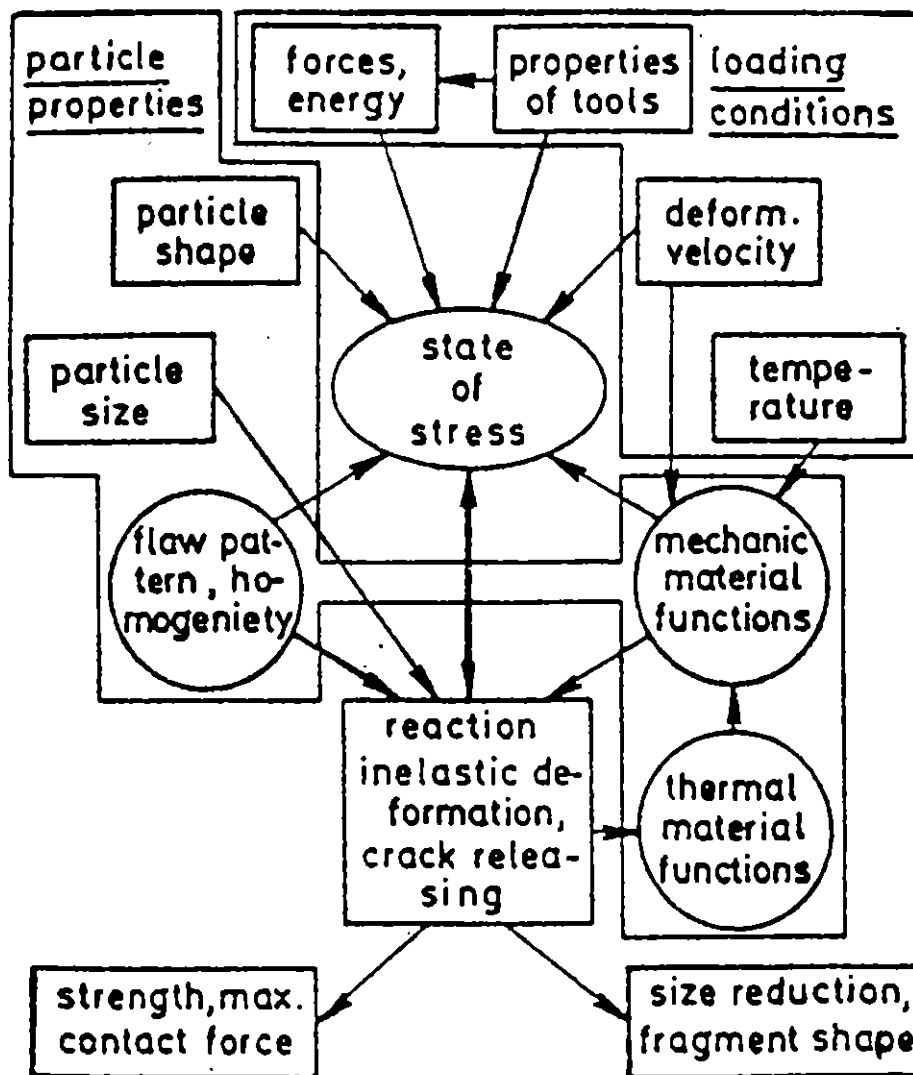 particle
properties
forces,
energy
properties
of tools
loading
conditions
particle
shape
deform.
velocity
particle
size
state
of
stress
tempe-
rature
flaw pat-
tern, ho-
mogeniety
mechanic
material
functions
reaction
inelastic de-
formation,
crack relea-
sing
thermal
material
functions
strength, max.
contact force
size reduction,
fragment shape